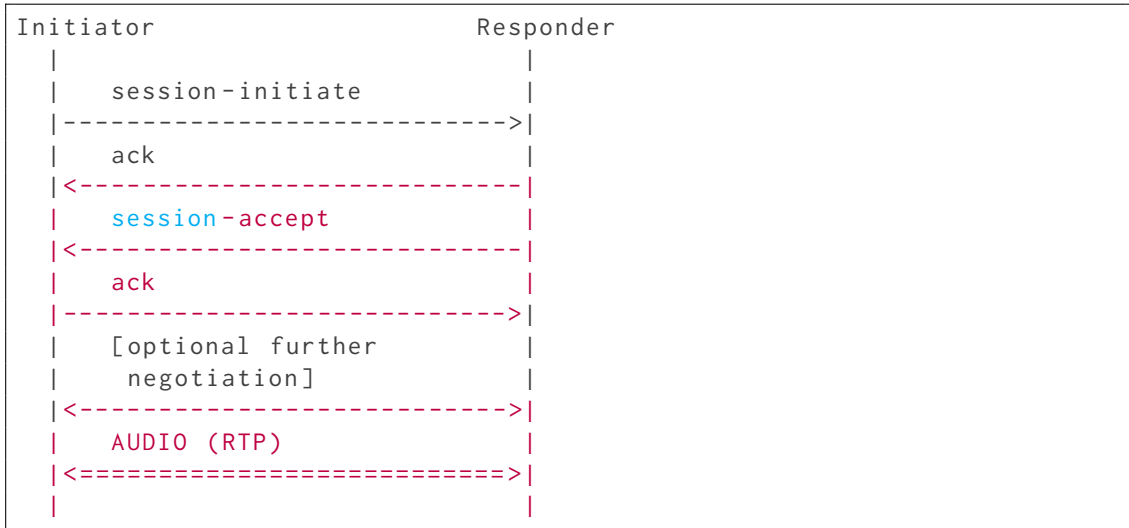 Initiator                    Responder
  |                             |
  |   session-initiate          |
  |---------------------------->|
  |   ack                       |
  |<----------------------------|
  |   session-accept            |
  |<----------------------------|
  |   ack                       |
  |---------------------------->|
  |   [optional further         |
  |    negotiation]             |
  |<--------------------------->|
  |   AUDIO (RTP)               |
  |<===========================>|
  |                             |